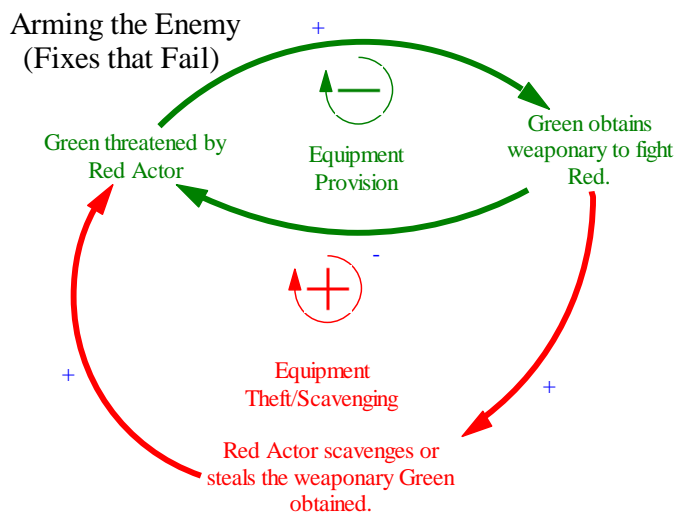 Arming the Enemy
(Fixes that Fail)
+
Green threatened by
Red Actor
Equipment
Provision
Green obtains
weaponary to fight
Red.
-
Equipment
Theft/Scavenging
+
+
Red Actor scavenges or
steals the weaponary Green
obtained.